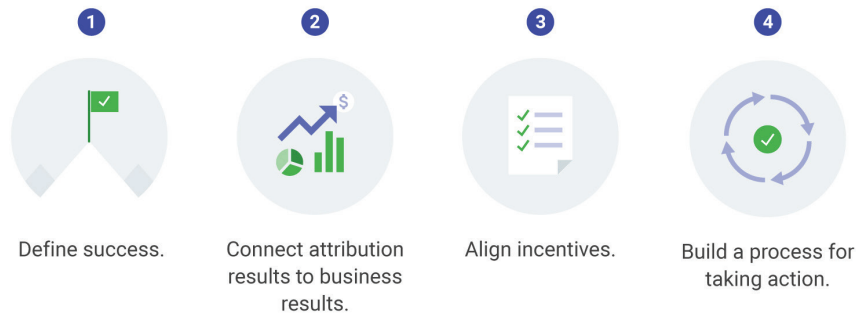 1
2
3
4
$
Define success.
Connect attribution
results to business
results.
Align incentives.
Build a process for
taking action.